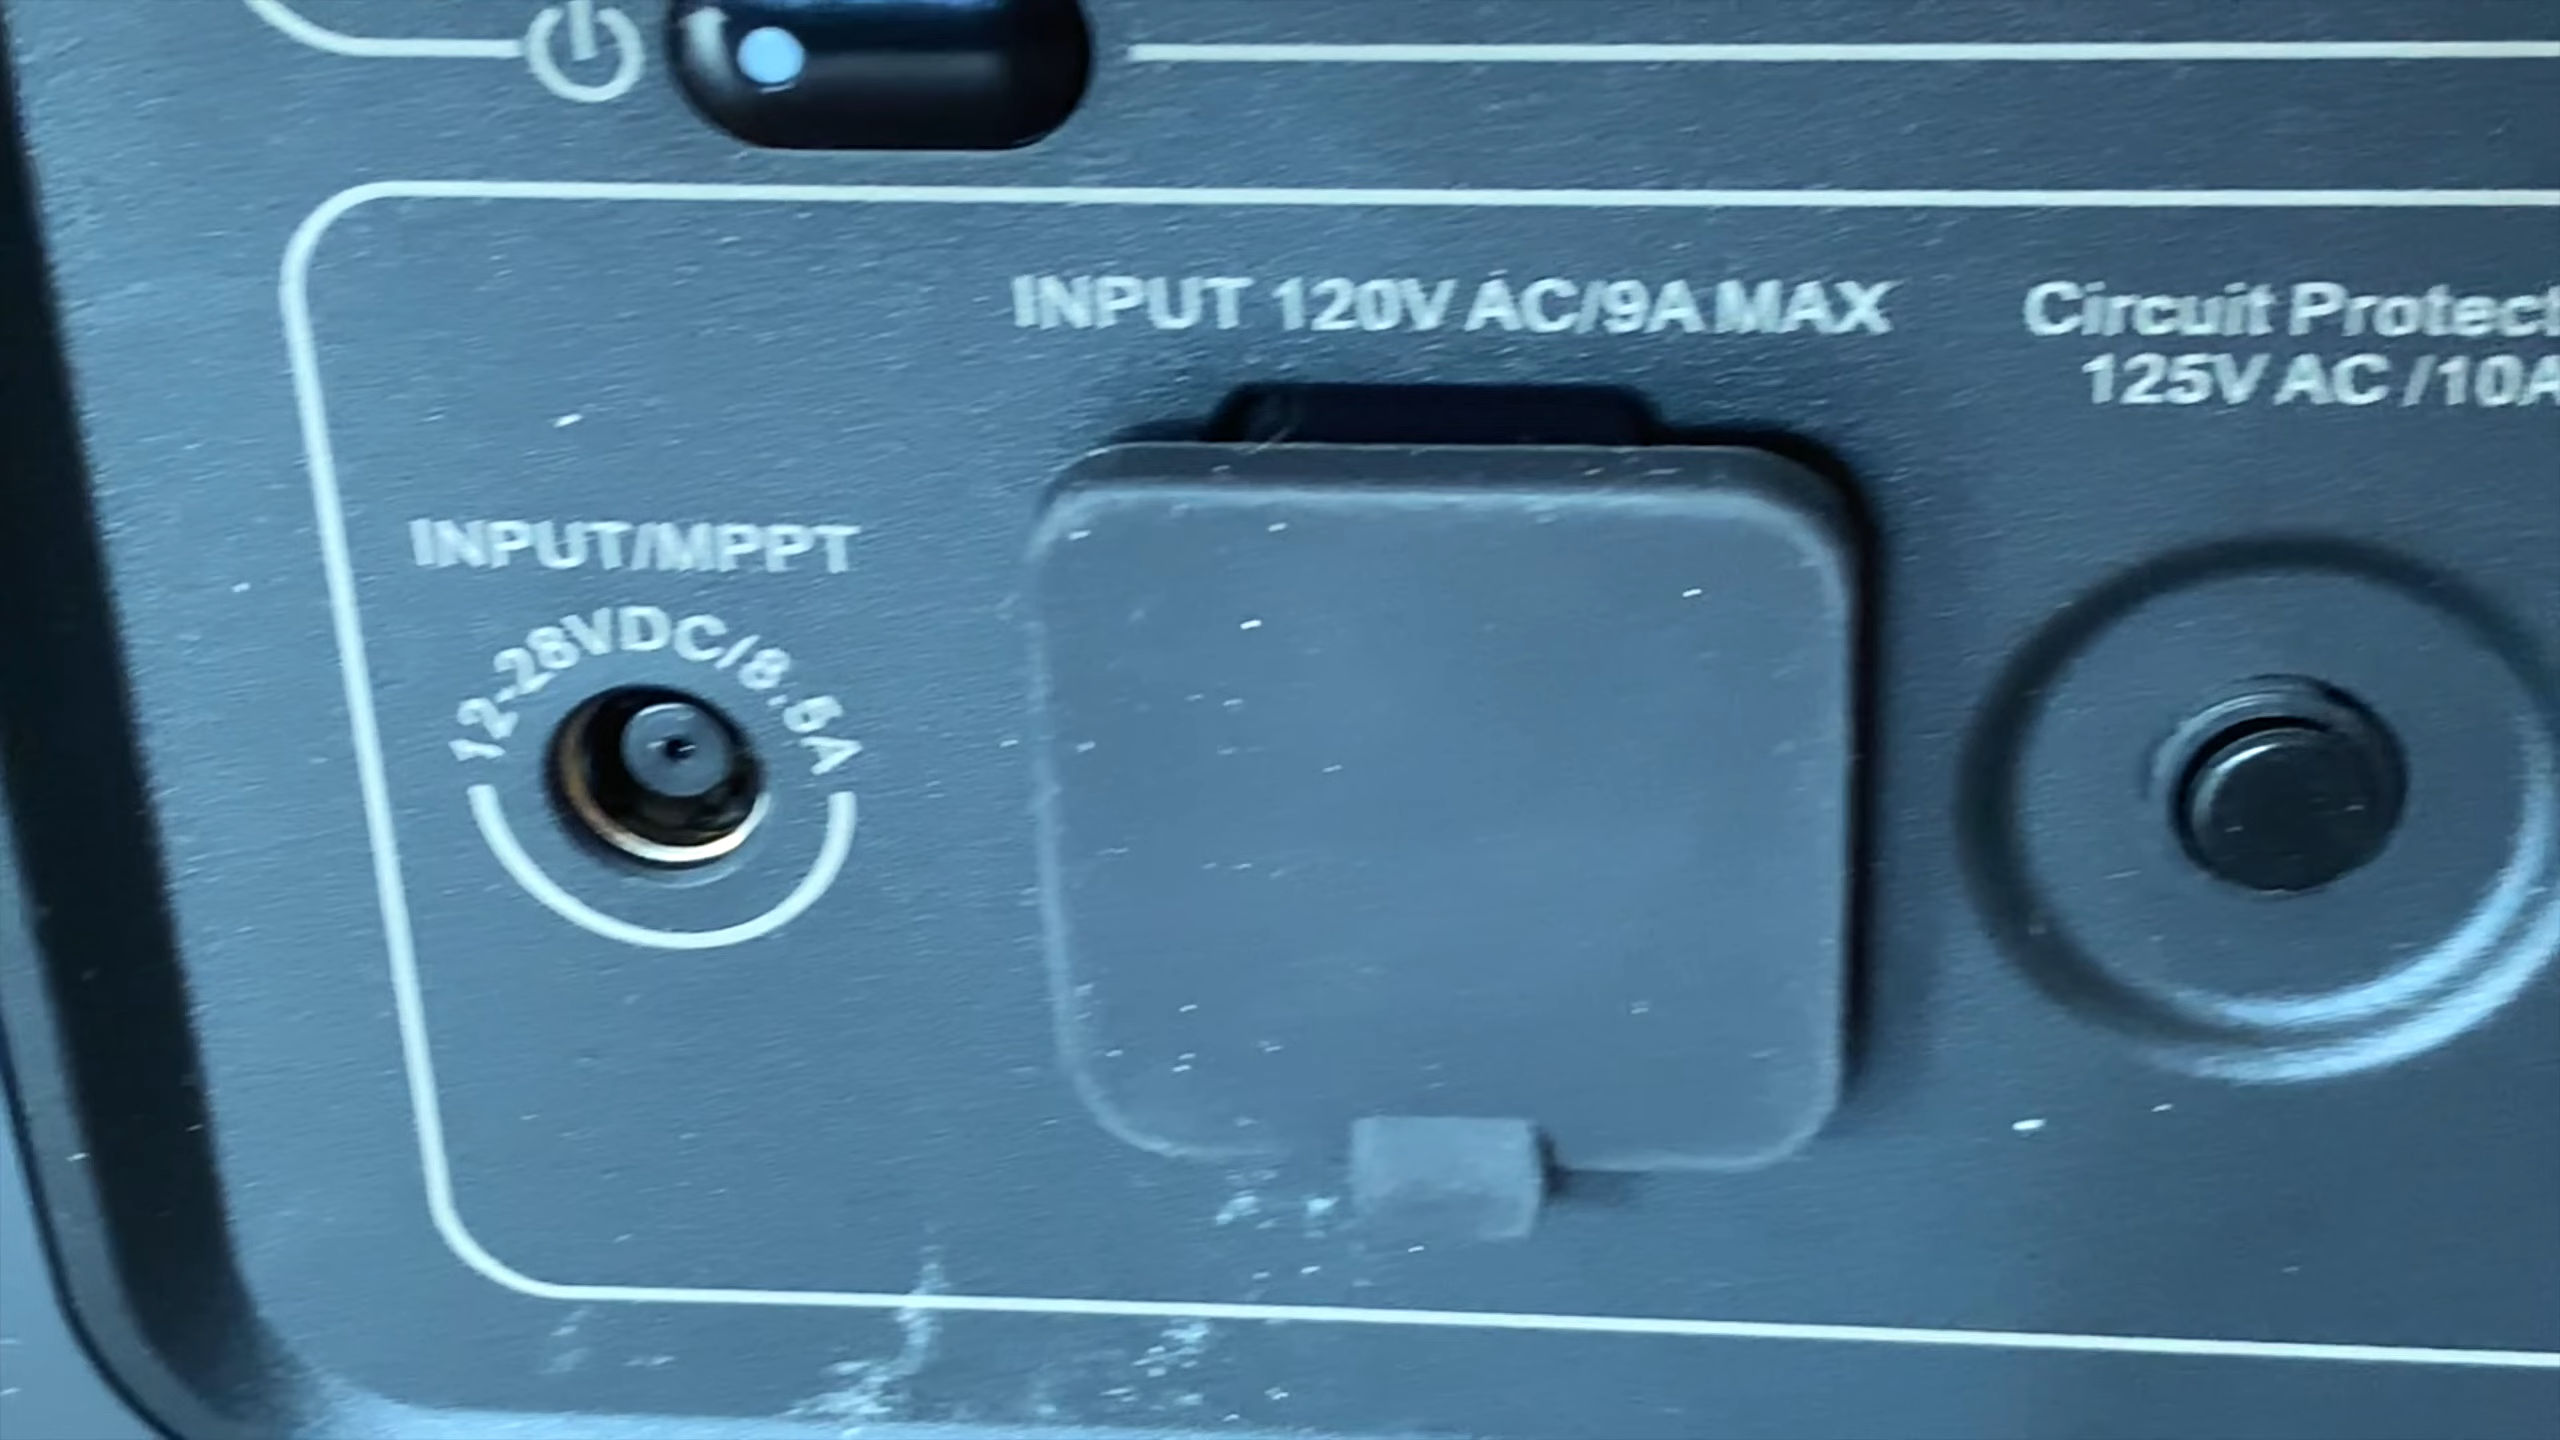 INPUT 120V AC/9A MAX
Circuit Protect
125V AC /10A
INPUT/MPPT
12-28VDC/8.5A